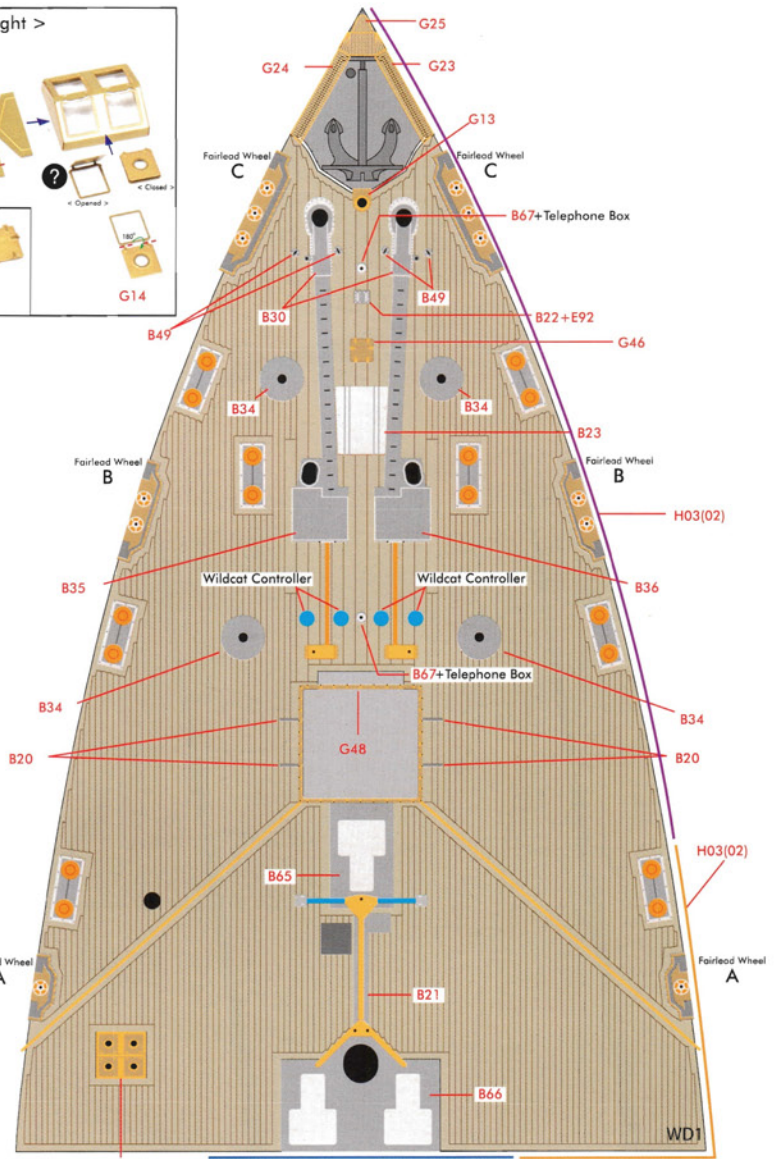 ght >
G25
G24
G23
G13
Fairlead Wheel
C
Fairlead Wheel
C
?
< Closed >
< Opened >
180°
G14
B67+Telephone Box
B49
B30
B49
B22+E92
G46
B34
B34
B23
Fairlead Wheel
B
Fairlead Wheel
B
H03(02)
B35
Wildcat Controller
Wildcat Controller
B36
B67+Telephone Box
B34
B34
B20
G48
B20
H03(02)
B65
Wheel
A
Fairlead Wheel
A
B21
B66
WD1